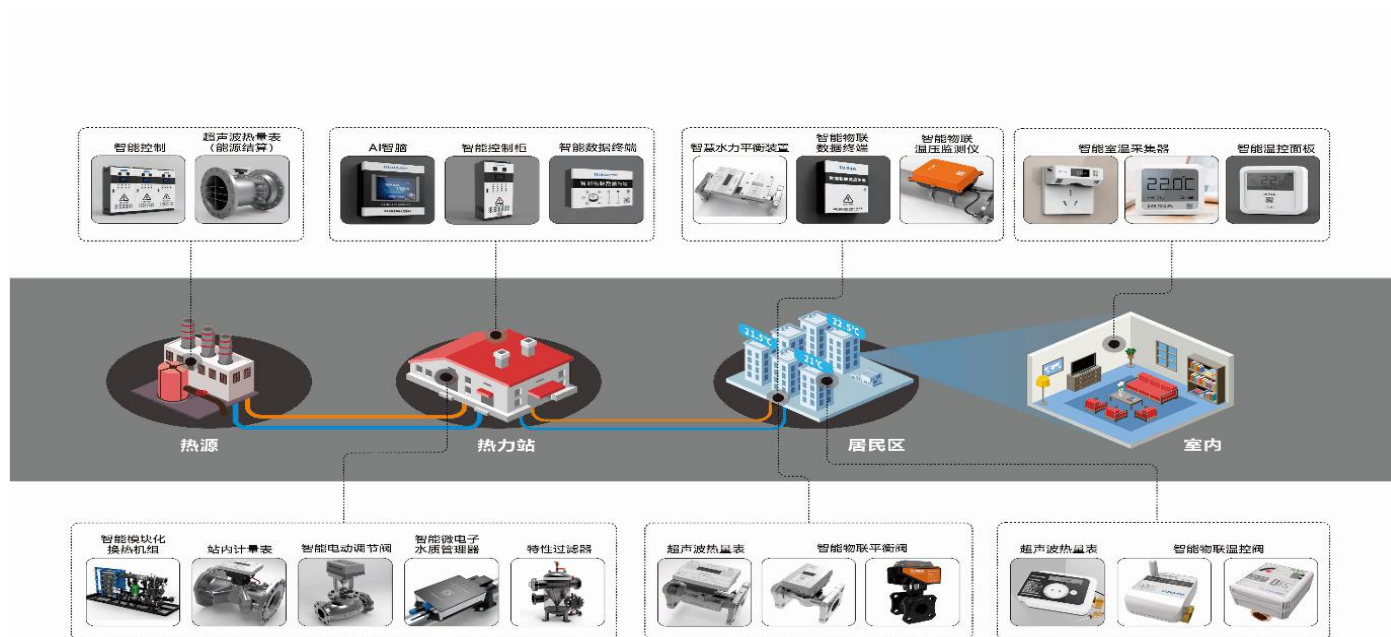 智能控制
超声波热量表
(能源结算)
AI智脑
智能控制柜
智能数据终端
智慧水力平衡装置
智能物联
数据终端
智能物联
温压监测仪
智能室温采集器
智能温控面板
22.0℃
21.5℃
22.5℃
21℃
热源
热力站
居民区
室内
智能模块化
换热机组
站内计量表
智能电动调节阀
智能微电子
水质管理器
特性过滤器
超声波热量表
智能物联平衡阀
超声波热量表
智能物联温控阀